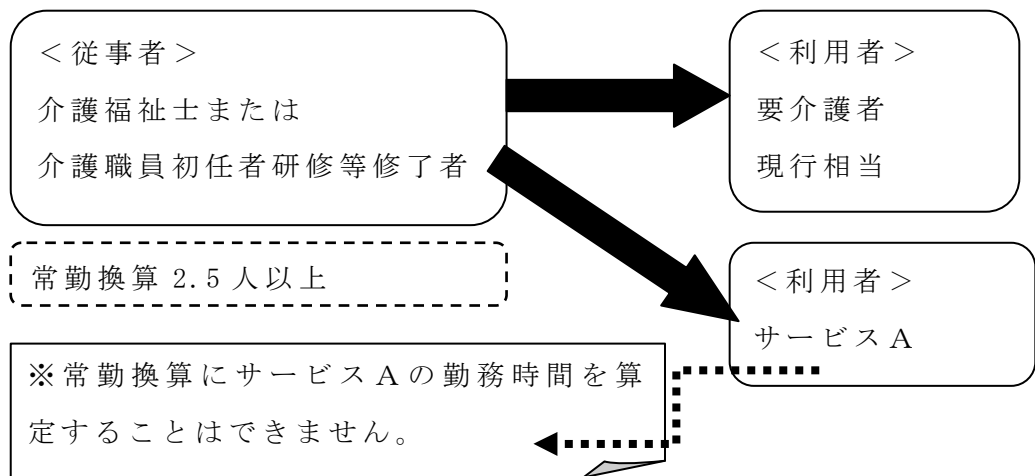 ＜従事者＞
介護福祉士または
介護職員初任者研修等修了者
常勤換算 2.5 人以上
※常勤換算にサービスAの勤務時間を算
定することはできません。
＜利用者＞
要介護者
現行相当
＜利用者＞
サービスA